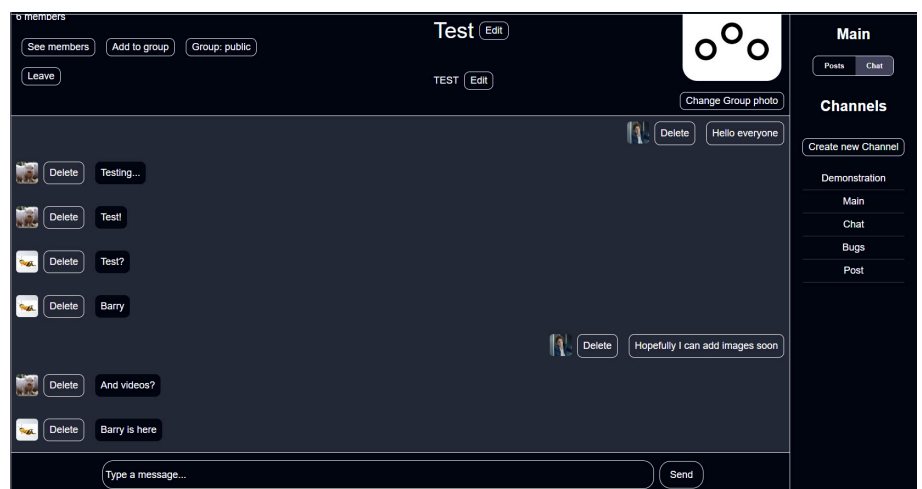 6 members
See members Add to group Group: public
Leave
Test Edit
TEST Edit
Change Group photo
Delete Hello everyone
Delete Testing...
Delete Test!
Delete Test?
Delete Barry
Delete Hopefully I can add images soon
Delete And videos?
Delete Barry is here
Type a message... Send
Main
Posts Chat
Channels
Create new Channel
Demonstration
Main
Chat
Bugs
Post